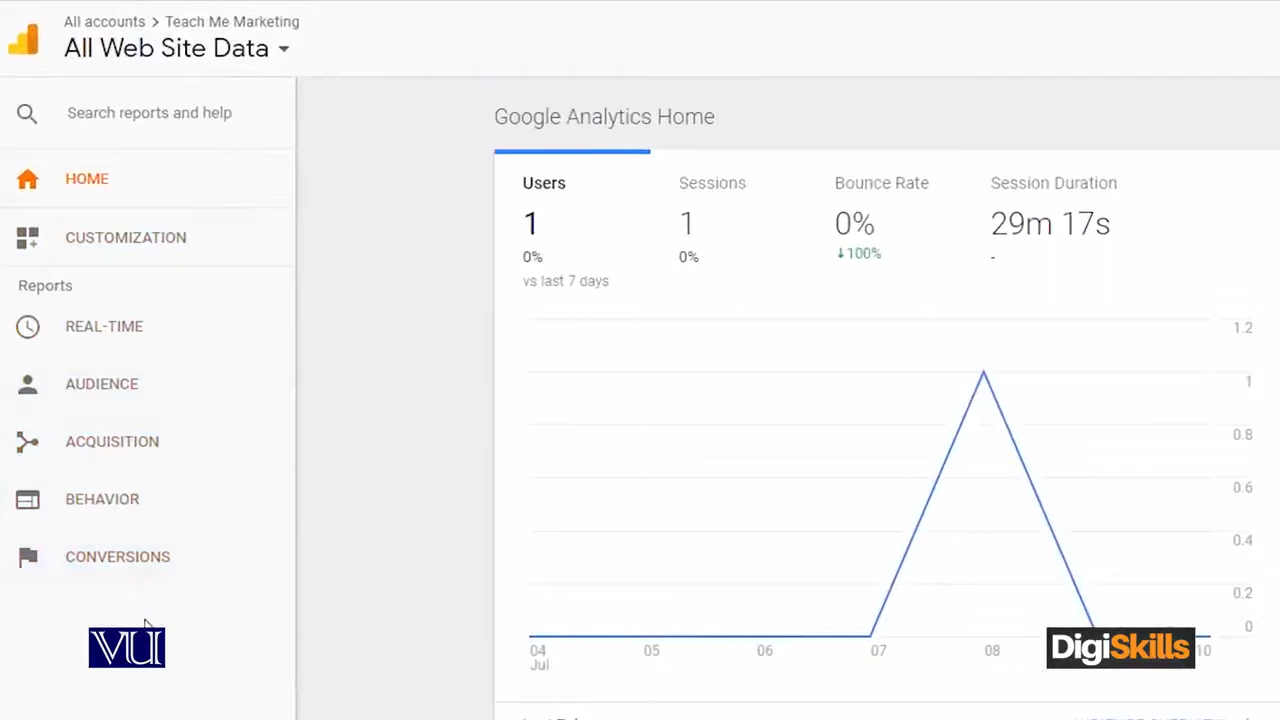 All accounts > Teach Me Marketing
All Web Site Data
Search reports and help
HOME
CUSTOMIZATION
Reports
REAL-TIME
AUDIENCE
ACQUISITION
BEHAVIOR
CONVERSIONS
VU
Google Analytics Home
Users
Sessions
Bounce Rate
Session Duration
1
1
0%
29m 17s
0%
0%
↓100%
-
vs last 7 days
1.2
1
0.8
0.6
0.4
0.2
0
04
05
06
07
08
10
Jul
DigiSkills